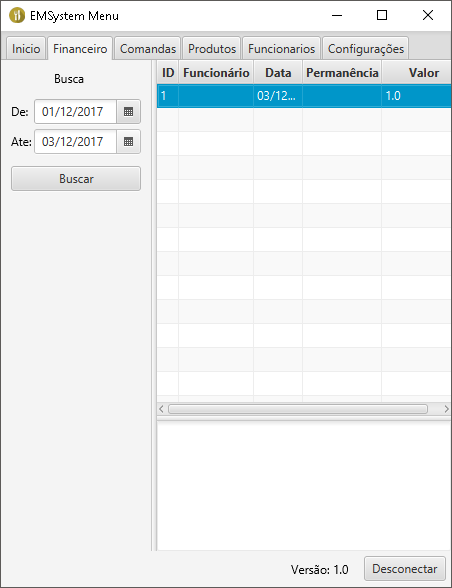 EMSystem Menu
Inicio Financeiro Comandas Produtos Funcionarios Configurações
Busca
De: 01/12/2017
Ate: 03/12/2017
Buscar
ID Funcionário Data Permanência Valor
1 03/12... 1.0
Versão: 1.0 Desconectar